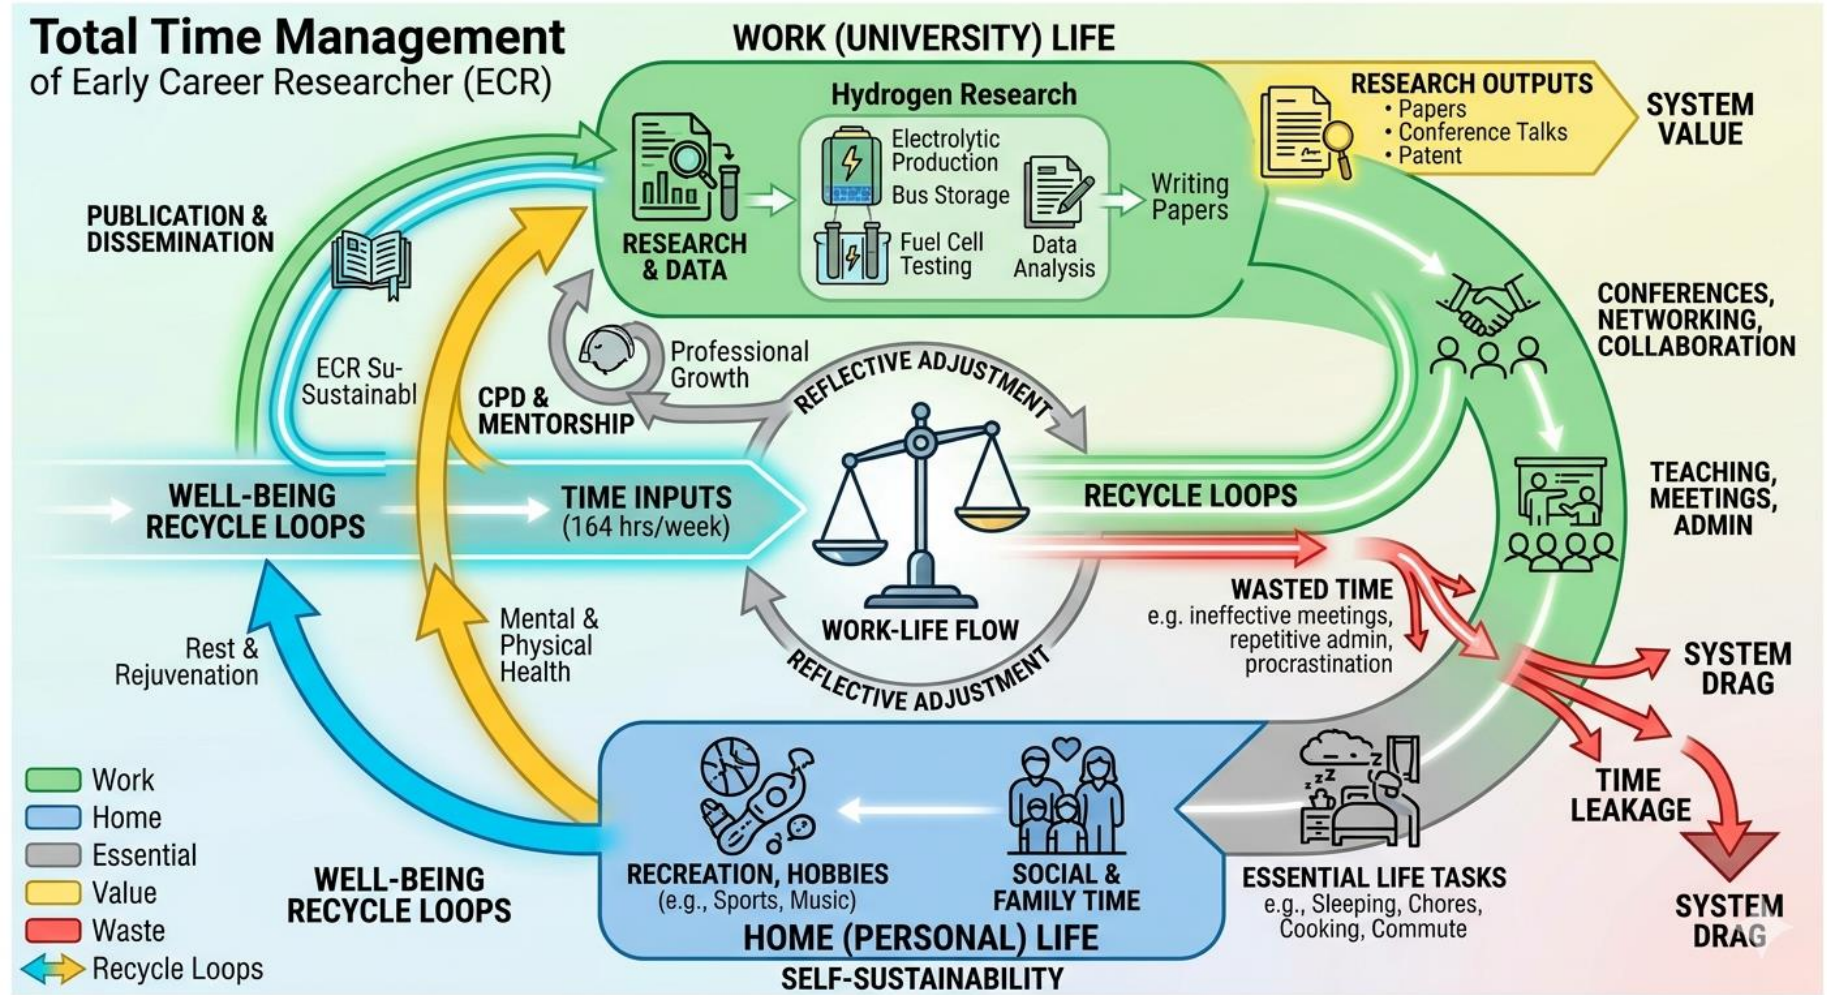 Total Time Management
of Early Career Researcher (ECR)
WORK (UNIVERSITY) LIFE
Hydrogen Research
RESEARCH
& DATA
Electrolytic
Production
Bus Storage
Fuel Cell
Testing
Data
Analysis
Writing
Papers
RESEARCH OUTPUTS
• Papers
• Conference Talks
• Patent
SYSTEM
VALUE
PUBLICATION &
DISSEMINATION
ECR Su-
Sustainabl
CPD &
MENTORSHIP
Professional
Growth
REFLECTIVE ADJUSTMENT
CONFERENCES,
NETWORKING,
COLLABORATION
WELL-BEING
RECYCLE LOOPS
TIME INPUTS
(164 hrs/week)
RECYCLE LOOPS
TEACHING,
MEETINGS,
ADMIN
WORK-LIFE FLOW
REFLECTIVE ADJUSTMENT
WASTED TIME
e.g. ineffective meetings,
repetitive admin,
procrastination
Rest &
Rejuvenation
Mental &
Physical
Health
SYSTEM
DRAG
TIME
LEAKAGE
SYSTEM
DRAG
Work
Home
Essential
Value
Waste
Recycle Loops
WELL-BEING
RECYCLE LOOPS
RECREATION, HOBBIES
(e.g., Sports, Music)
SOCIAL &
FAMILY TIME
zzz
z
z
ESSENTIAL LIFE TASKS
e.g., Sleeping, Chores,
Cooking, Commute
HOME (PERSONAL) LIFE
SELF-SUSTAINABILITY